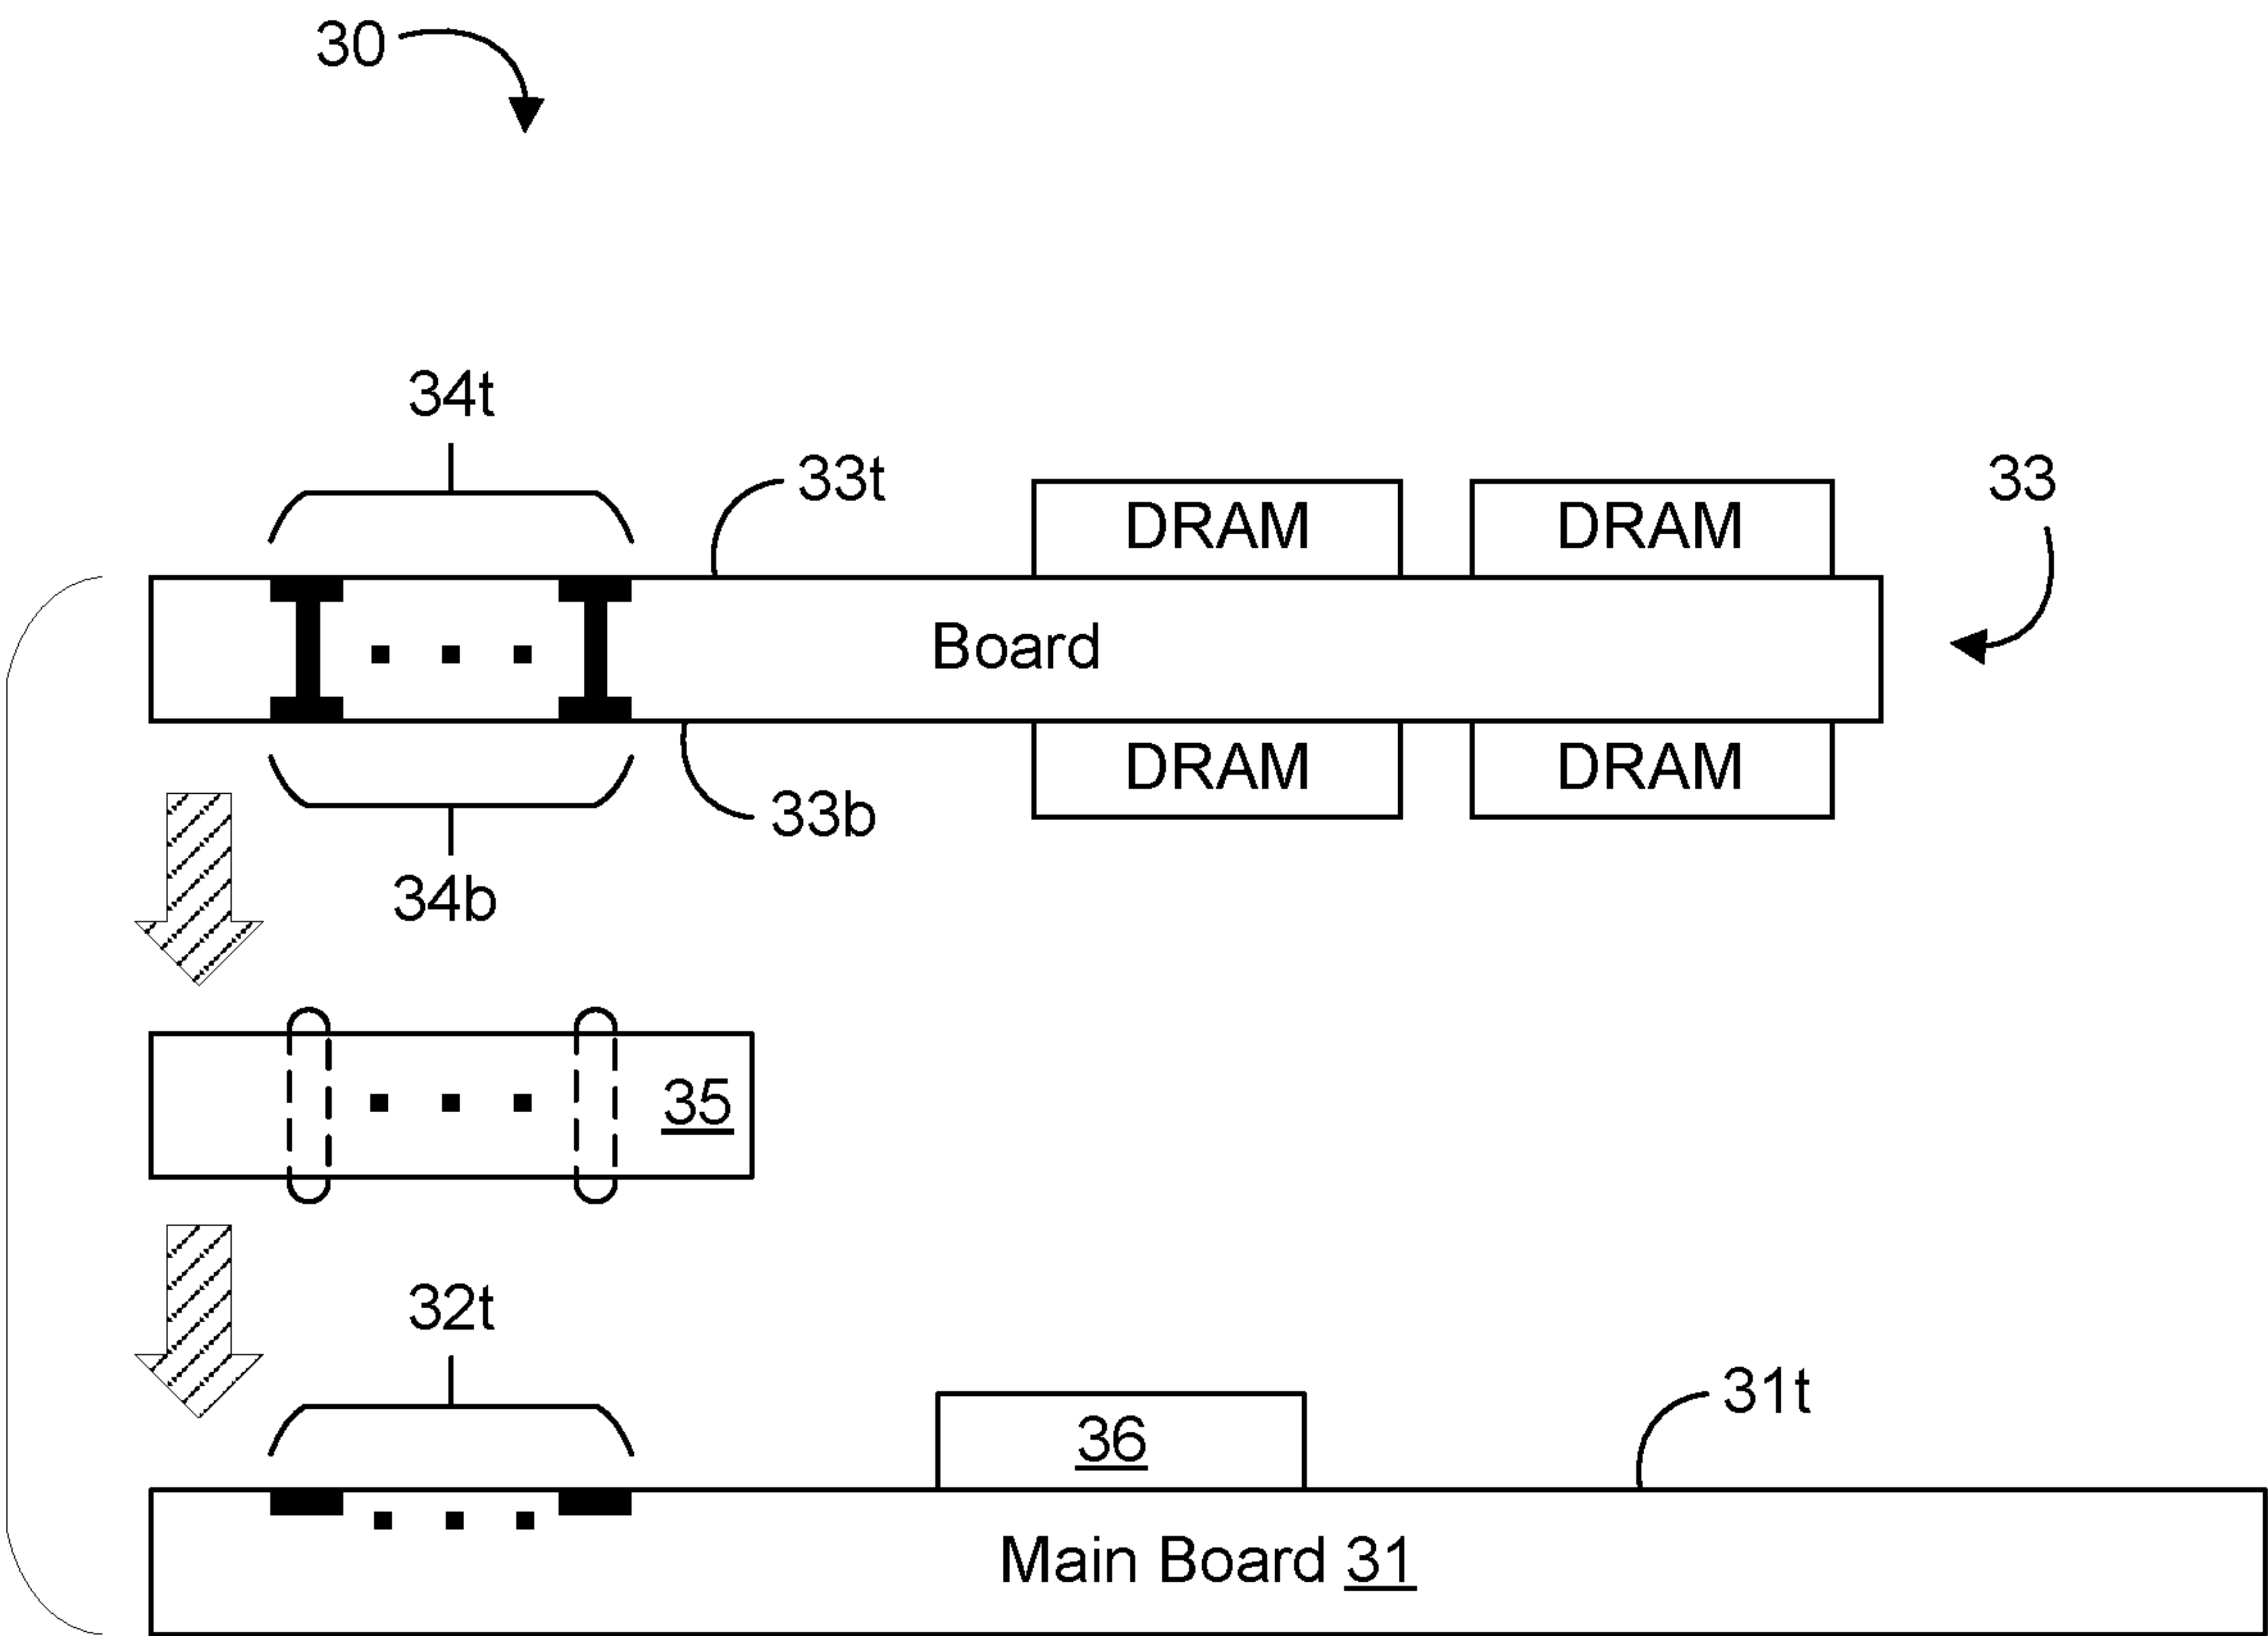 30
34t
33t
DRAM DRAM
33
Board
DRAM DRAM
33b
34b
35
32t
31t
36
Main Board 31